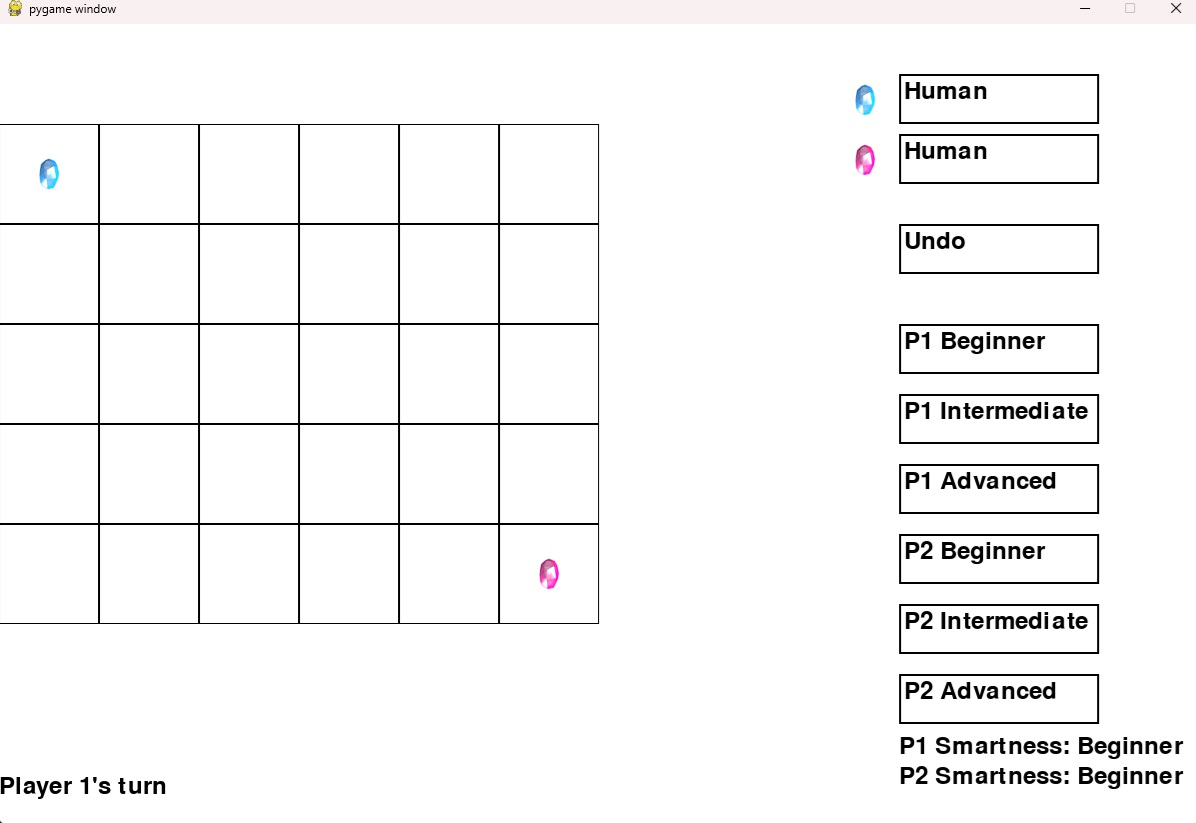 pygame window
Human
Human
Undo
P1 Beginner
P1 Intermediate
P1 Advanced
P2 Beginner
P2 Intermediate
P2 Advanced
P1 Smartness: Beginner
P2 Smartness: Beginner
Player 1's turn